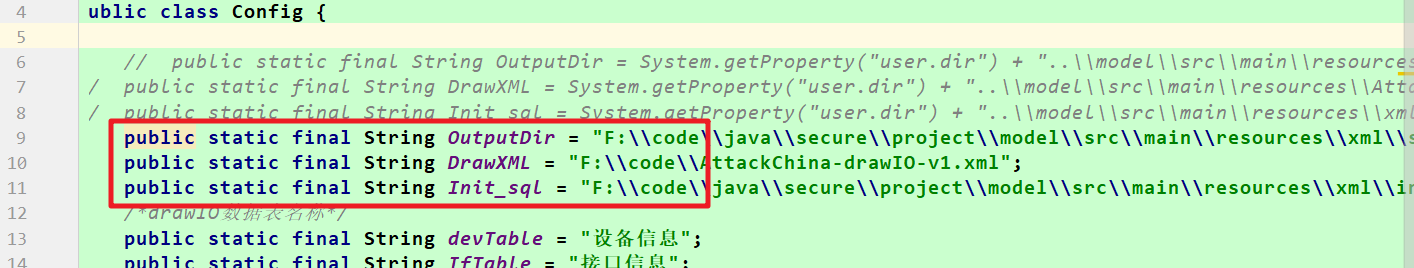 4 ublic class Config {
5
6 //  public static final String OutputDir = System.getProperty("user.dir") + "..\\model\\src\\main\\resources
7 /  public static final String DrawXML = System.getProperty("user.dir") + "..\\model\\src\\main\\resources\\Atta
8 /  public static final String Init_sql = System.getProperty("user.dir") + "..\\model\\src\\main\\resources\\xml
9 public static final String OutputDir = "F:\\code\\java\\secure\\project\\model\\src\\main\\resources\\xml\\s
10 public static final String DrawXML = "F:\\code\\AttackChina-drawIO-v1.xml";
11 public static final String Init_sql = "F:\\code\\java\\secure\\project\\model\\src\\main\\resources\\xml\\in
12 /*drawIO数据表名称*/
13 public static final String devTable = "设备信息";
14 public static final String IfTable = "接口信息";